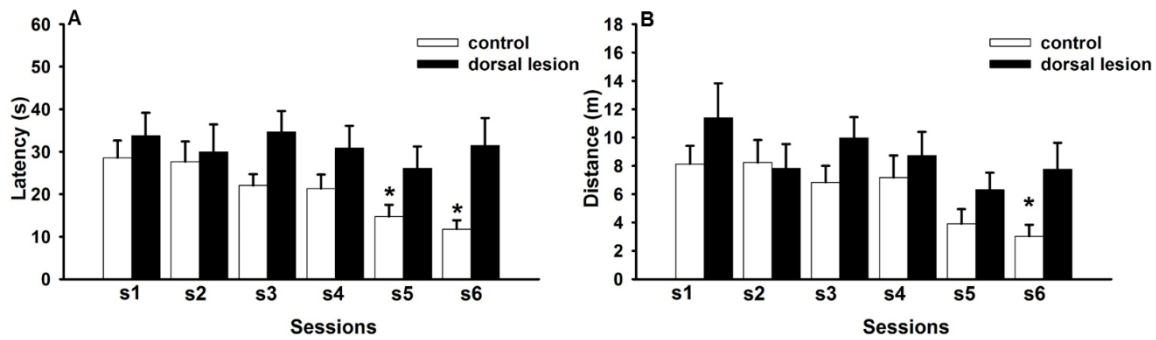 A
Latency (s)
60
50
40
30
20
10
0
control
dorsal lesion
*
*
s1 s2 s3 s4 s5 s6
Sessions
B
Distance (m)
18
16
14
12
10
8
6
4
2
0
control
dorsal lesion
*
s1 s2 s3 s4 s5 s6
Sessions